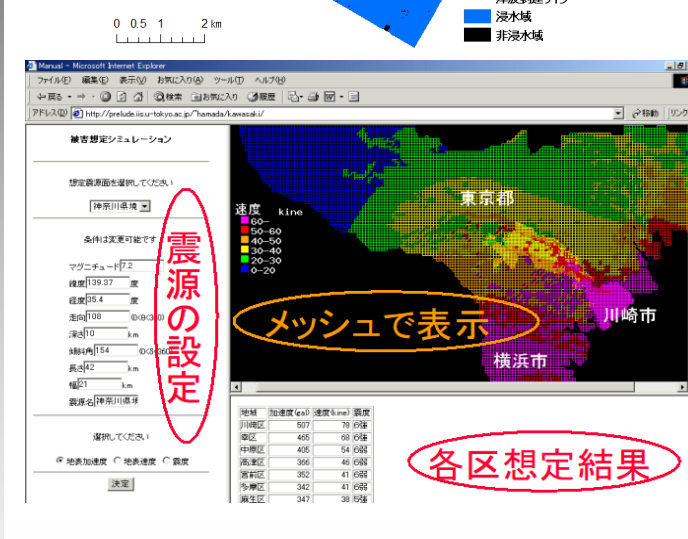 0 0.5 1 2 km
浸水域
非浸水域
Manual - Microsoft Internet Explorer
ファイル(F) 編集(E) 表示(V) お気に入り(A) ツール(T) ヘルプ(H)
戻る 検索 お気に入り 履歴
アドレス(D) http://prelude.iis.u-tokyo.ac.jp/~hamada/kawasaki/ 移動 リンク
被害想定シミュレーション
想定震源面を選択してください
神奈川県境
条件は変更可能です
マグニチュード 7.2
緯度 139.37 度
経度 35.4 度
走向 108 (0<θ<360)
深さ 10 km
傾斜角 154
長さ 42 km
幅 21 km
震源名 神奈川県境
選択してください
地表加速度 地表速度 震度
決定
震源の設定
速度 kine
60-
50-60
40-50
30-40
20-30
0-20
東京都
川崎市
横浜市
メッシュで表示
地域 加速度(gal) 速度(kine) 震度
川崎区 507 78 6強
幸区 465 68 6強
中原区 405 54 6弱
高津区 366 46 6弱
宮前区 352 41 6弱
多摩区 342 41 6弱
麻生区 347 38 5強
各区想定結果